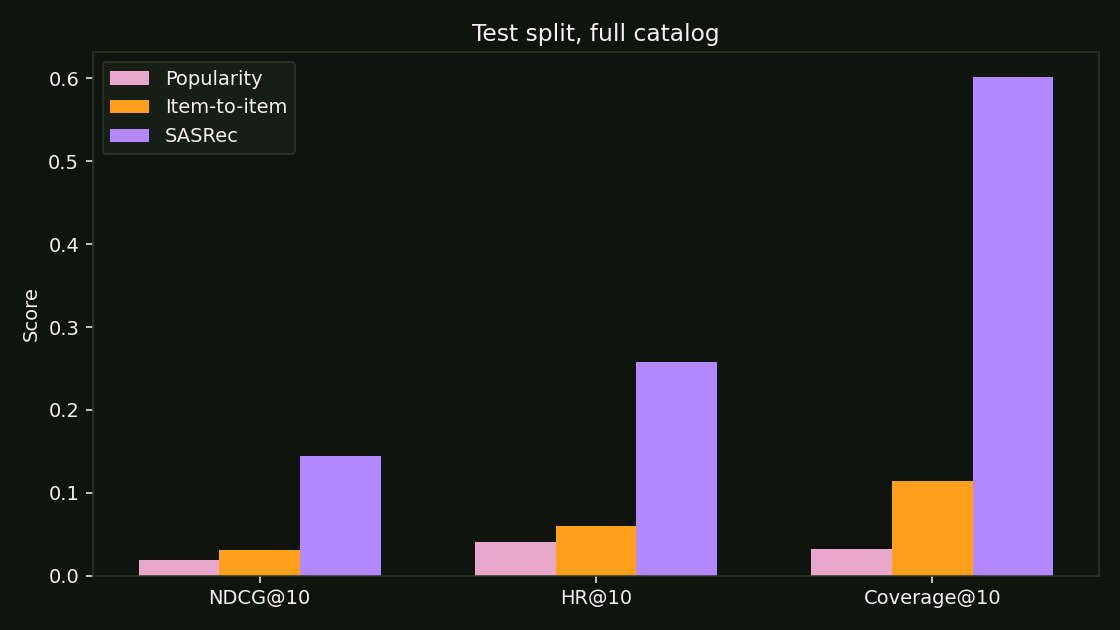 Test split, full catalog
Popularity
Item-to-item
SASRec
Score
0.6
0.5
0.4
0.3
0.2
0.1
0.0
NDCG@10
HR@10
Coverage@10